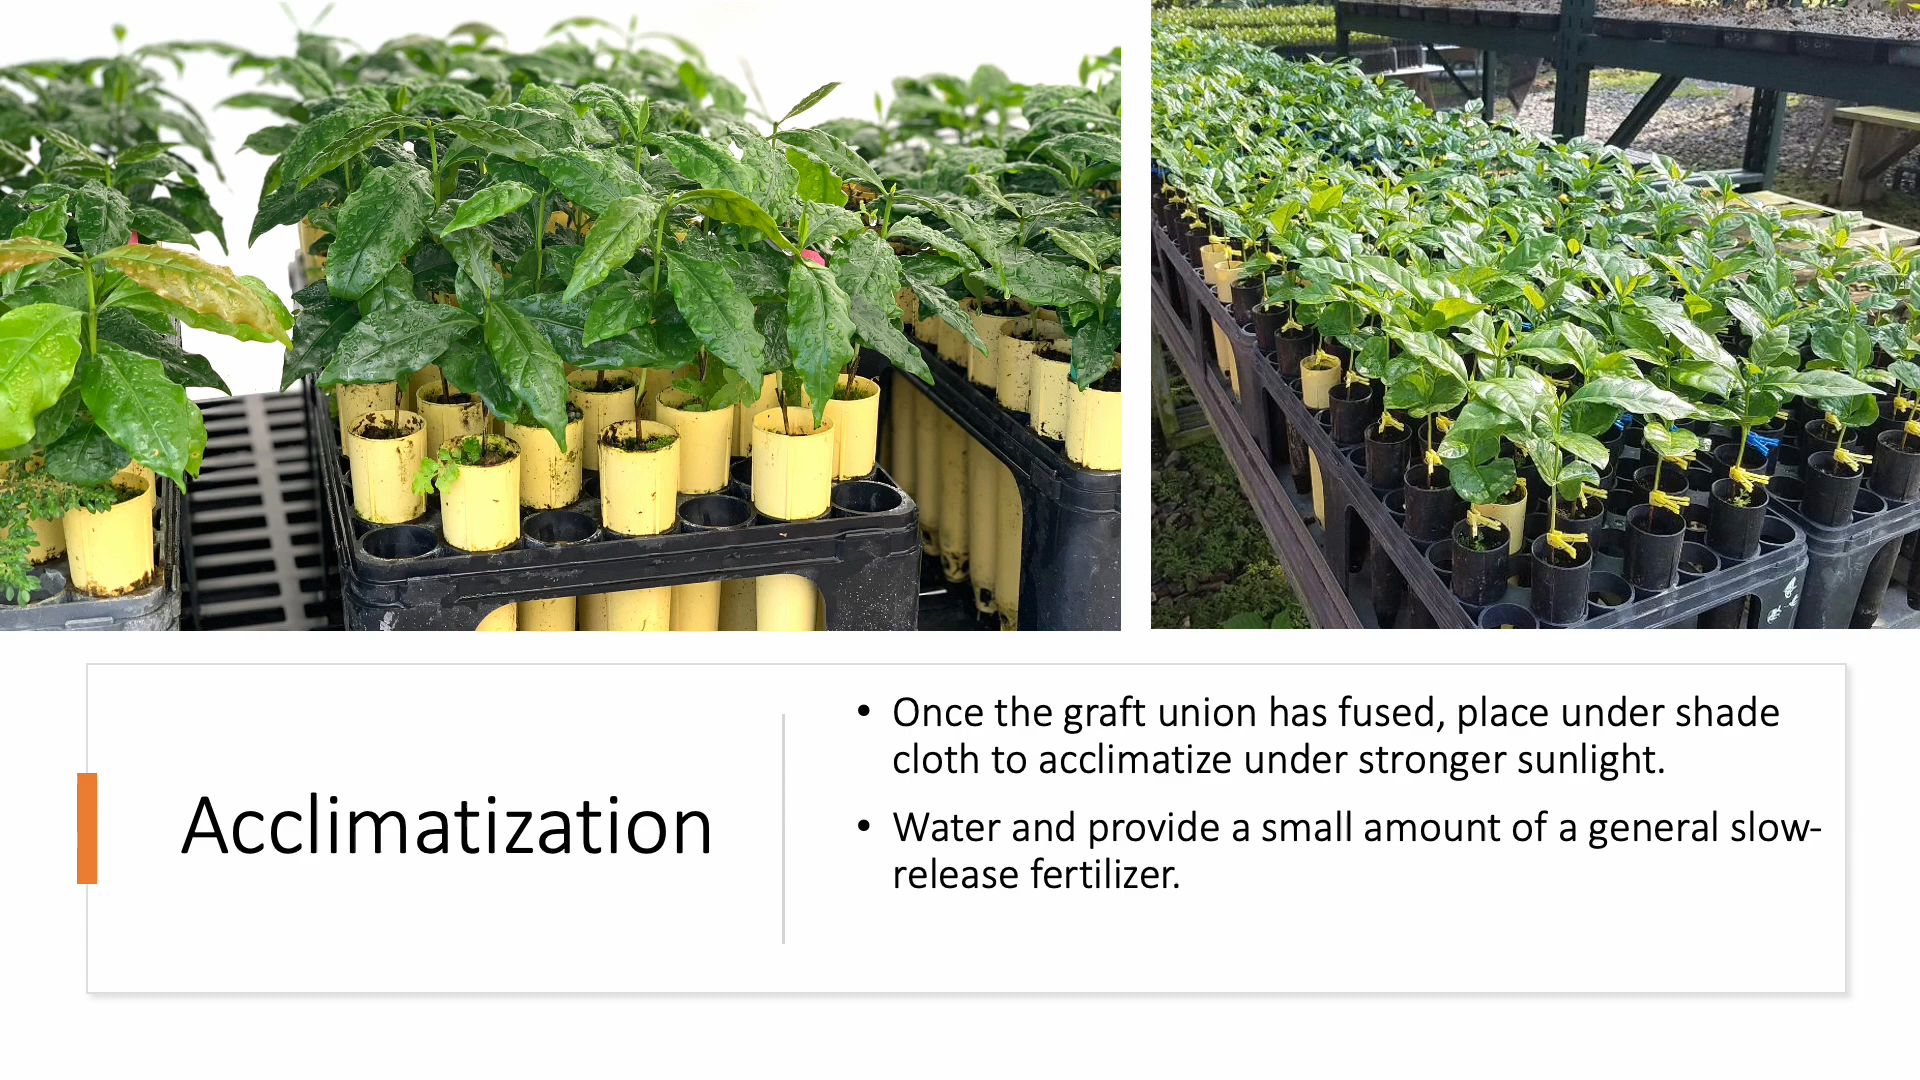 Acclimatization
• Once the graft union has fused, place under shade
cloth to acclimatize under stronger sunlight.
• Water and provide a small amount of a general slow-
release fertilizer.